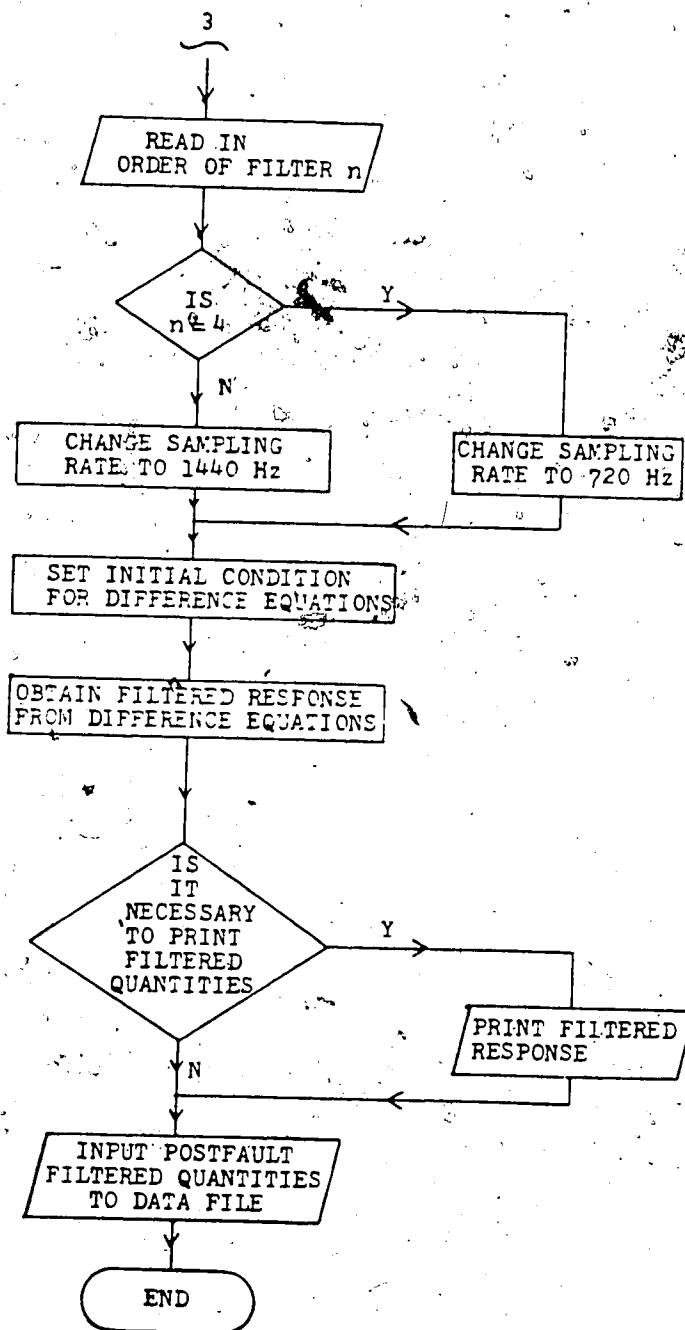 3
READ IN
ORDER OF FILTER n
IS
n = 4
Y
N
CHANGE SAMPLING
RATE TO 1440 Hz
CHANGE SAMPLING
RATE TO 720 Hz
SET INITIAL CONDITION
FOR DIFFERENCE EQUATIONS
OBTAIN FILTERED RESPONSE
FROM DIFFERENCE EQUATIONS
IS
IT
NECESSARY
TO PRINT
FILTERED
QUANTITIES
Y
N
PRINT FILTERED
RESPONSE
INPUT POSTFAULT
FILTERED QUANTITIES
TO DATA FILE
END